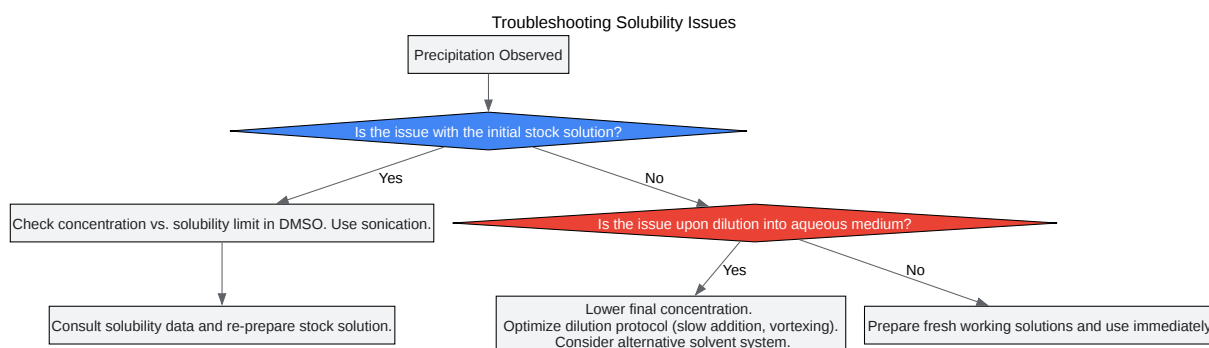 Troubleshooting Solubility Issues
Precipitation Observed
Is the issue with the initial stock solution?
Yes
No
Check concentration vs. solubility limit in DMSO. Use sonication.
Is the issue upon dilution into aqueous medium?
Yes
No
Consult solubility data and re-prepare stock solution.
Lower final concentration.
Optimize dilution protocol (slow addition, vortexing).
Consider alternative solvent system.
Prepare fresh working solutions and use immediately